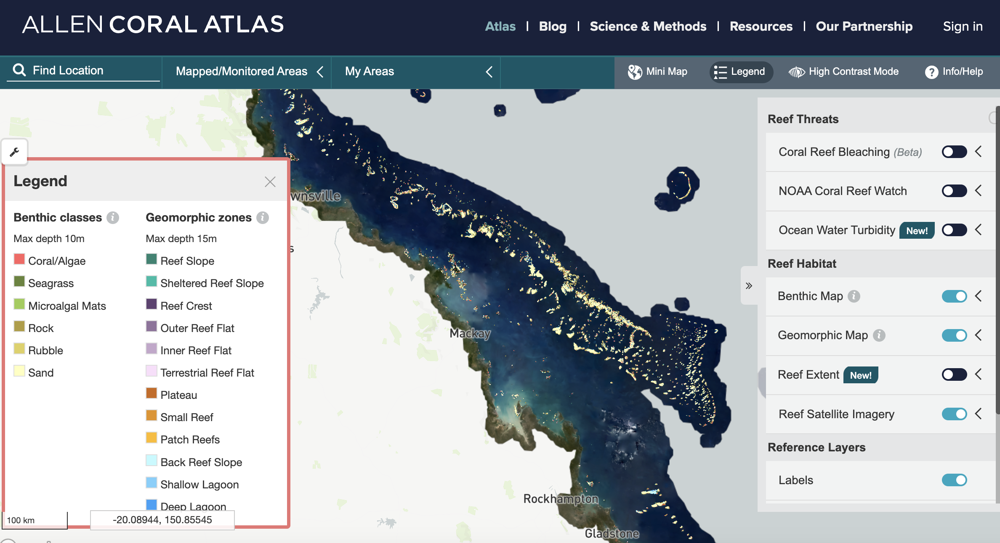 ALLEN CORAL ATLAS
Atlas | Blog | Science & Methods | Resources | Our Partnership
Sign in
Find Location
Mapped/Monitored Areas
My Areas
Mini Map
Legend
High Contrast Mode
Info/Help
Legend
Benthic classes
Max depth 10m
Coral/Algae
Seagrass
Microalgal Mats
Rock
Rubble
Sand
Geomorphic zones
Max depth 15m
Reef Slope
Sheltered Reef Slope
Reef Crest
Outer Reef Flat
Inner Reef Flat
Terrestrial Reef Flat
Plateau
Small Reef
Patch Reefs
Back Reef Slope
Shallow Lagoon
Deep Lagoon
100 km
-20.08944, 150.85545
wnsville
s
Mackay
Rockhampton
Gladstone
Reef Threats
Coral Reef Bleaching (Beta)
NOAA Coral Reef Watch
Ocean Water Turbidity New!
Reef Habitat
Benthic Map
Geomorphic Map
Reef Extent New!
Reef Satellite Imagery
Reference Layers
Labels